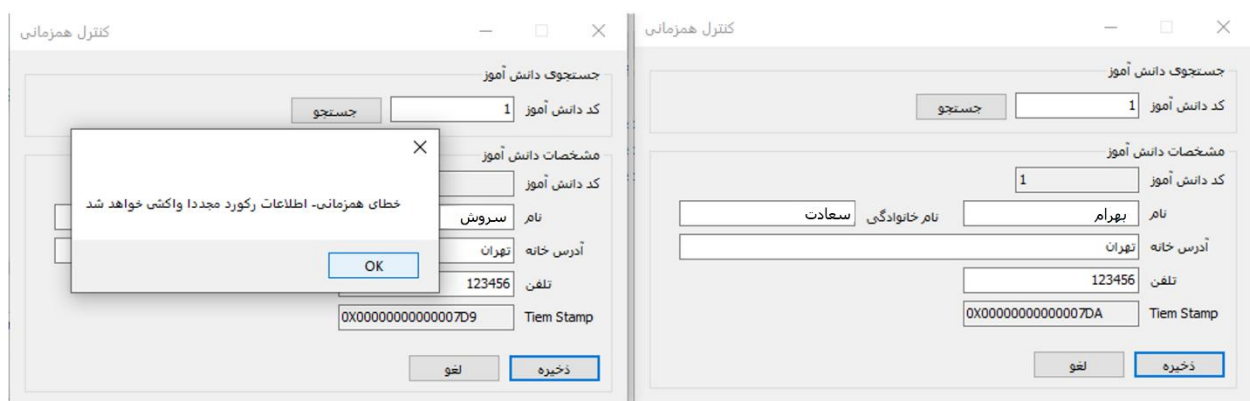 کنترل همزمانی
جستجوی دانش آموز
کد دانش آموز 1 جستجو
مشخصات دانش آموز
کد دانش آموز
نام سروش
آدرس خانه تهران
تلفن 123456
Tiem Stamp 0X00000000000007D9
ذخیره لغو
خطای همزمانی- اطلاعات رکورد مجددا واکشی خواهد شد
OK
کنترل همزمانی
جستجوی دانش آموز
کد دانش آموز 1 جستجو
مشخصات دانش آموز
کد دانش آموز 1
نام بهرام نام خانوادگی سعادت
آدرس خانه تهران
تلفن 123456
Tiem Stamp 0X00000000000007DA
ذخیره لغو